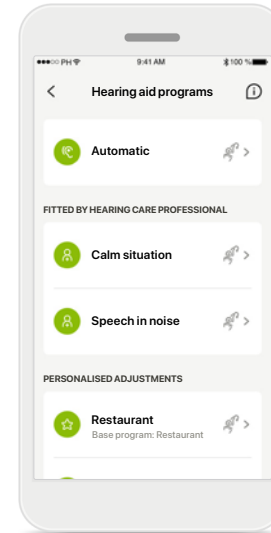 PH 9:41 AM 100 %
Hearing aid programs
Automatic
FITTED BY HEARING CARE PROFESSIONAL
Calm situation
Speech in noise
PERSONALISED ADJUSTMENTS
Restaurant
Base program: Restaurant